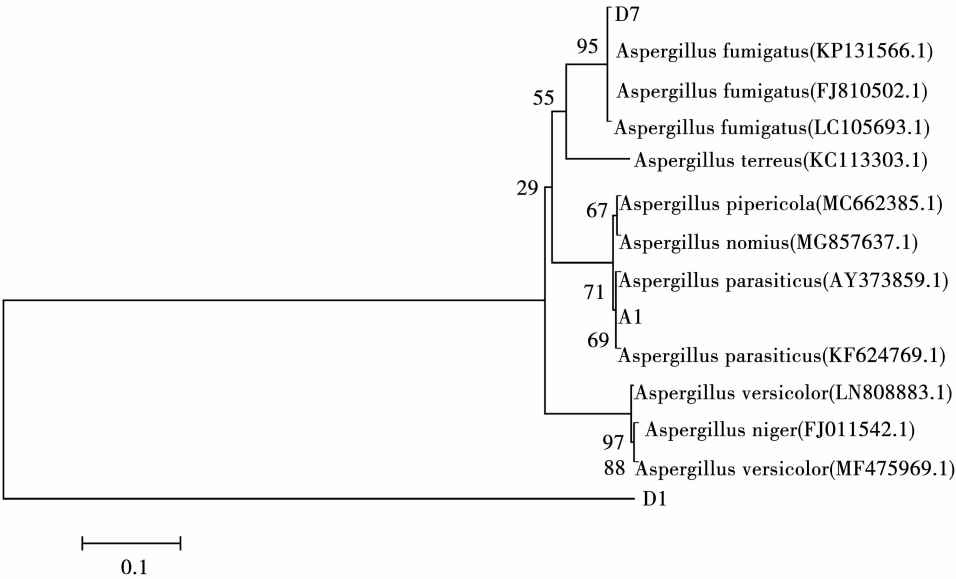 D7
95
Aspergillus fumigatus(KP131566.1)
Aspergillus fumigatus(FJ810502.1)
55
Aspergillus fumigatus(LC105693.1)
Aspergillus terreus(KC113303.1)
29
67
Aspergillus pipericola(MC662385.1)
Aspergillus nomius(MG857637.1)
Aspergillus parasiticus(AY373859.1)
71
A1
69
Aspergillus parasiticus(KF624769.1)
Aspergillus versicolor(LN808883.1)
Aspergillus niger(FJ011542.1)
97
88
Aspergillus versicolor(MF475969.1)
D1
0.1